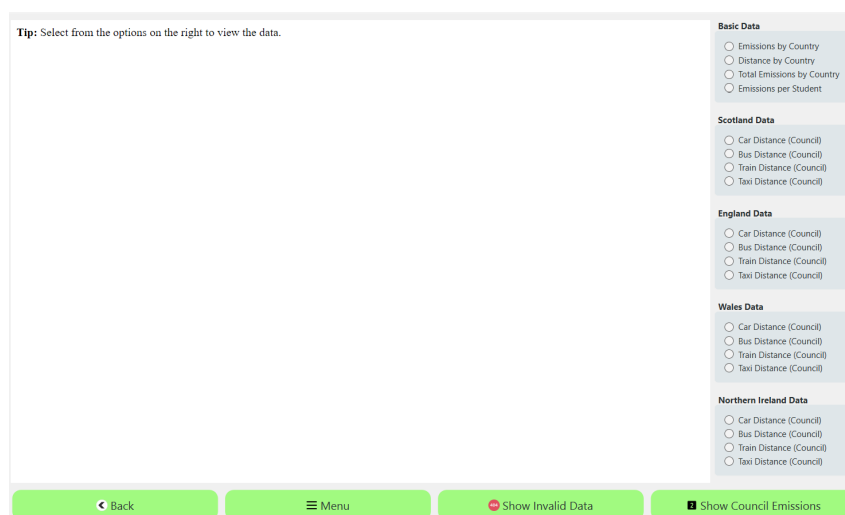 Tip: Select from the options on the right to view the data.
Basic Data
Emissions by Country
Distance by Country
Total Emissions by Country
Emissions per Student
Scotland Data
Car Distance (Council)
Bus Distance (Council)
Train Distance (Council)
Taxi Distance (Council)
England Data
Car Distance (Council)
Bus Distance (Council)
Train Distance (Council)
Taxi Distance (Council)
Wales Data
Car Distance (Council)
Bus Distance (Council)
Train Distance (Council)
Taxi Distance (Council)
Northern Ireland Data
Car Distance (Council)
Bus Distance (Council)
Train Distance (Council)
Taxi Distance (Council)
Back
Menu
Show Invalid Data
2 Show Council Emissions